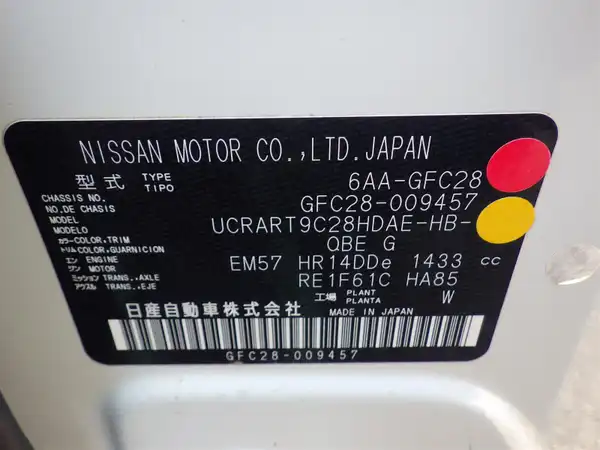 NISSAN MOTOR CO.,LTD.JAPAN
型式 TYPE TIPO 6AA-GFC28
CHASSIS NO. NO.DE CHASIS GFC28-009457
MODEL MODELO UCRART9C28HDAE-HB-
カラー COLOR,TRIM トリム COLOR,GUARNICION QBE G
エンジン ENGINE MOTOR EM57 HR14DDe 1433 cc
ミッション TRANS.,AXLE アクスル TRANS.,EJE RE1F61C HA85
工場 PLANT PLANTA W
日産自動車株式会社 MADE IN JAPAN
GFC28-009457